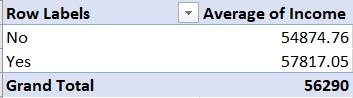 Row Labels Average of Income
No 54874.76
Yes 57817.05
Grand Total 56290